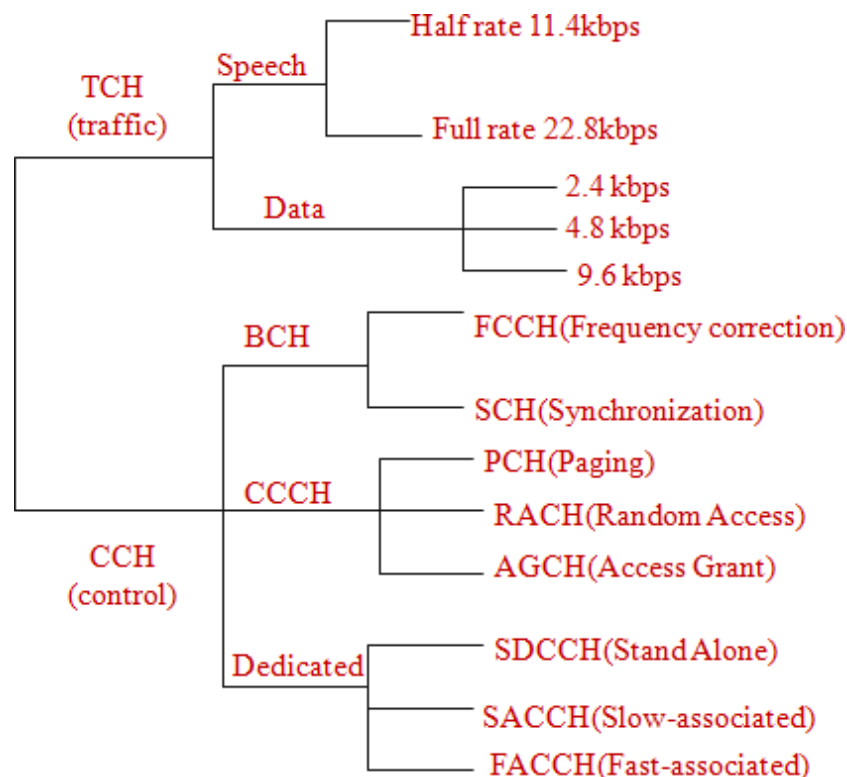 Half rate 11.4kbps
Speech
TCH
(traffic)
Full rate 22.8kbps
2.4 kbps
Data
4.8 kbps
9.6 kbps
BCH
FCCH(Frequency correction)
SCH(Synchronization)
PCH(Paging)
CCCH
RACH(Random Access)
CCH
(control)
AGCH(Access Grant)
SDCCH(Stand Alone)
Dedicated
SACCH(Slow-associated)
FACCH(Fast-associated)